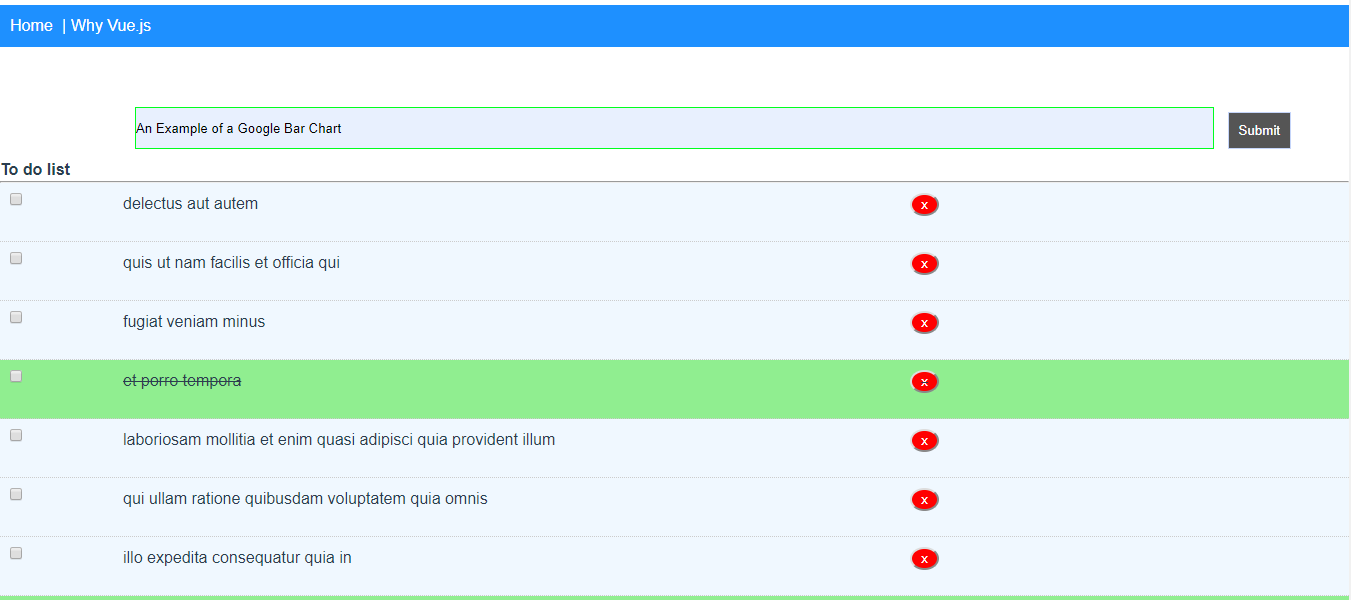 Home | Why Vue.js
An Example of a Google Bar Chart
Submit
To do list
delectus aut autem x
quis ut nam facilis et officia qui x
fugiat veniam minus x
et porro tempora x
laboriosam mollitia et enim quasi adipisci quia provident illum x
qui ullam ratione quibusdam voluptatem quia omnis x
illo expedita consequatur quia in x